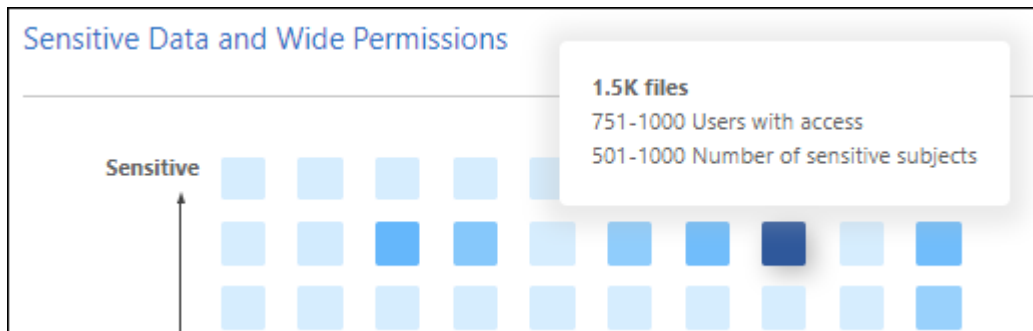 Sensitive Data and Wide Permissions
1.5K files
751-1000 Users with access
501-1000 Number of sensitive subjects
Sensitive